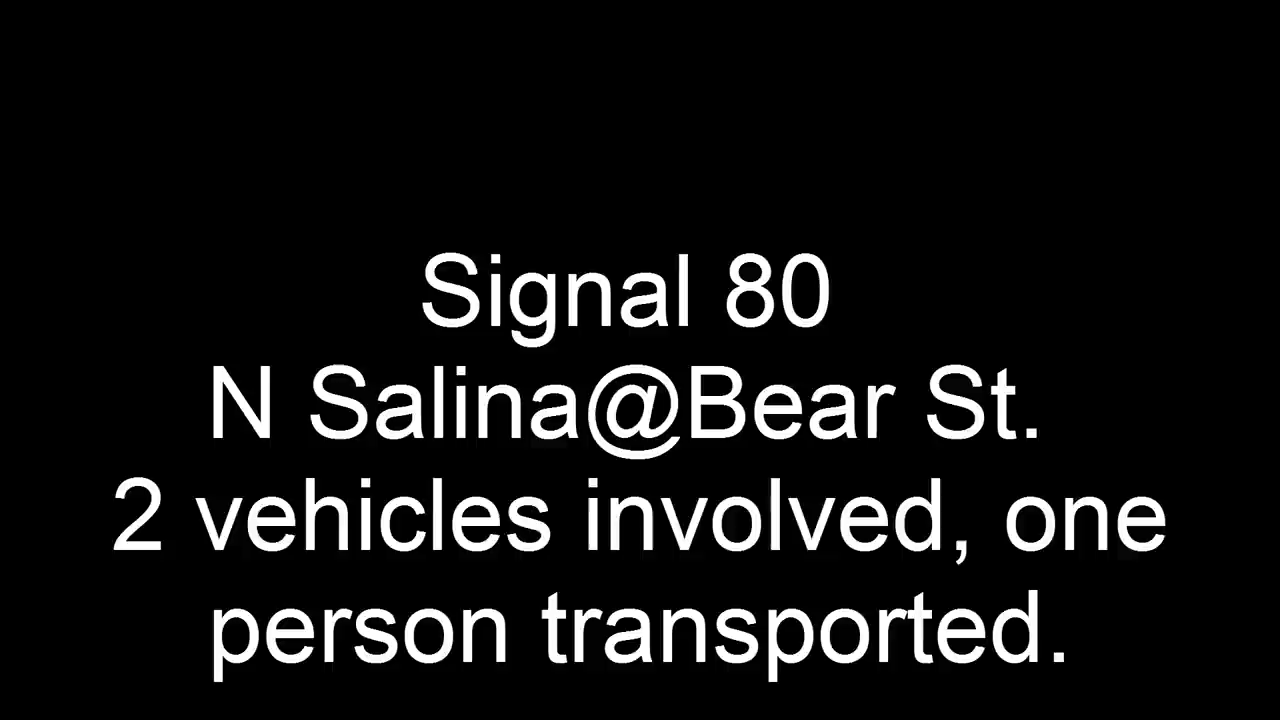 Signal 80
N Salina@Bear St.
2 vehicles involved, one
person transported.